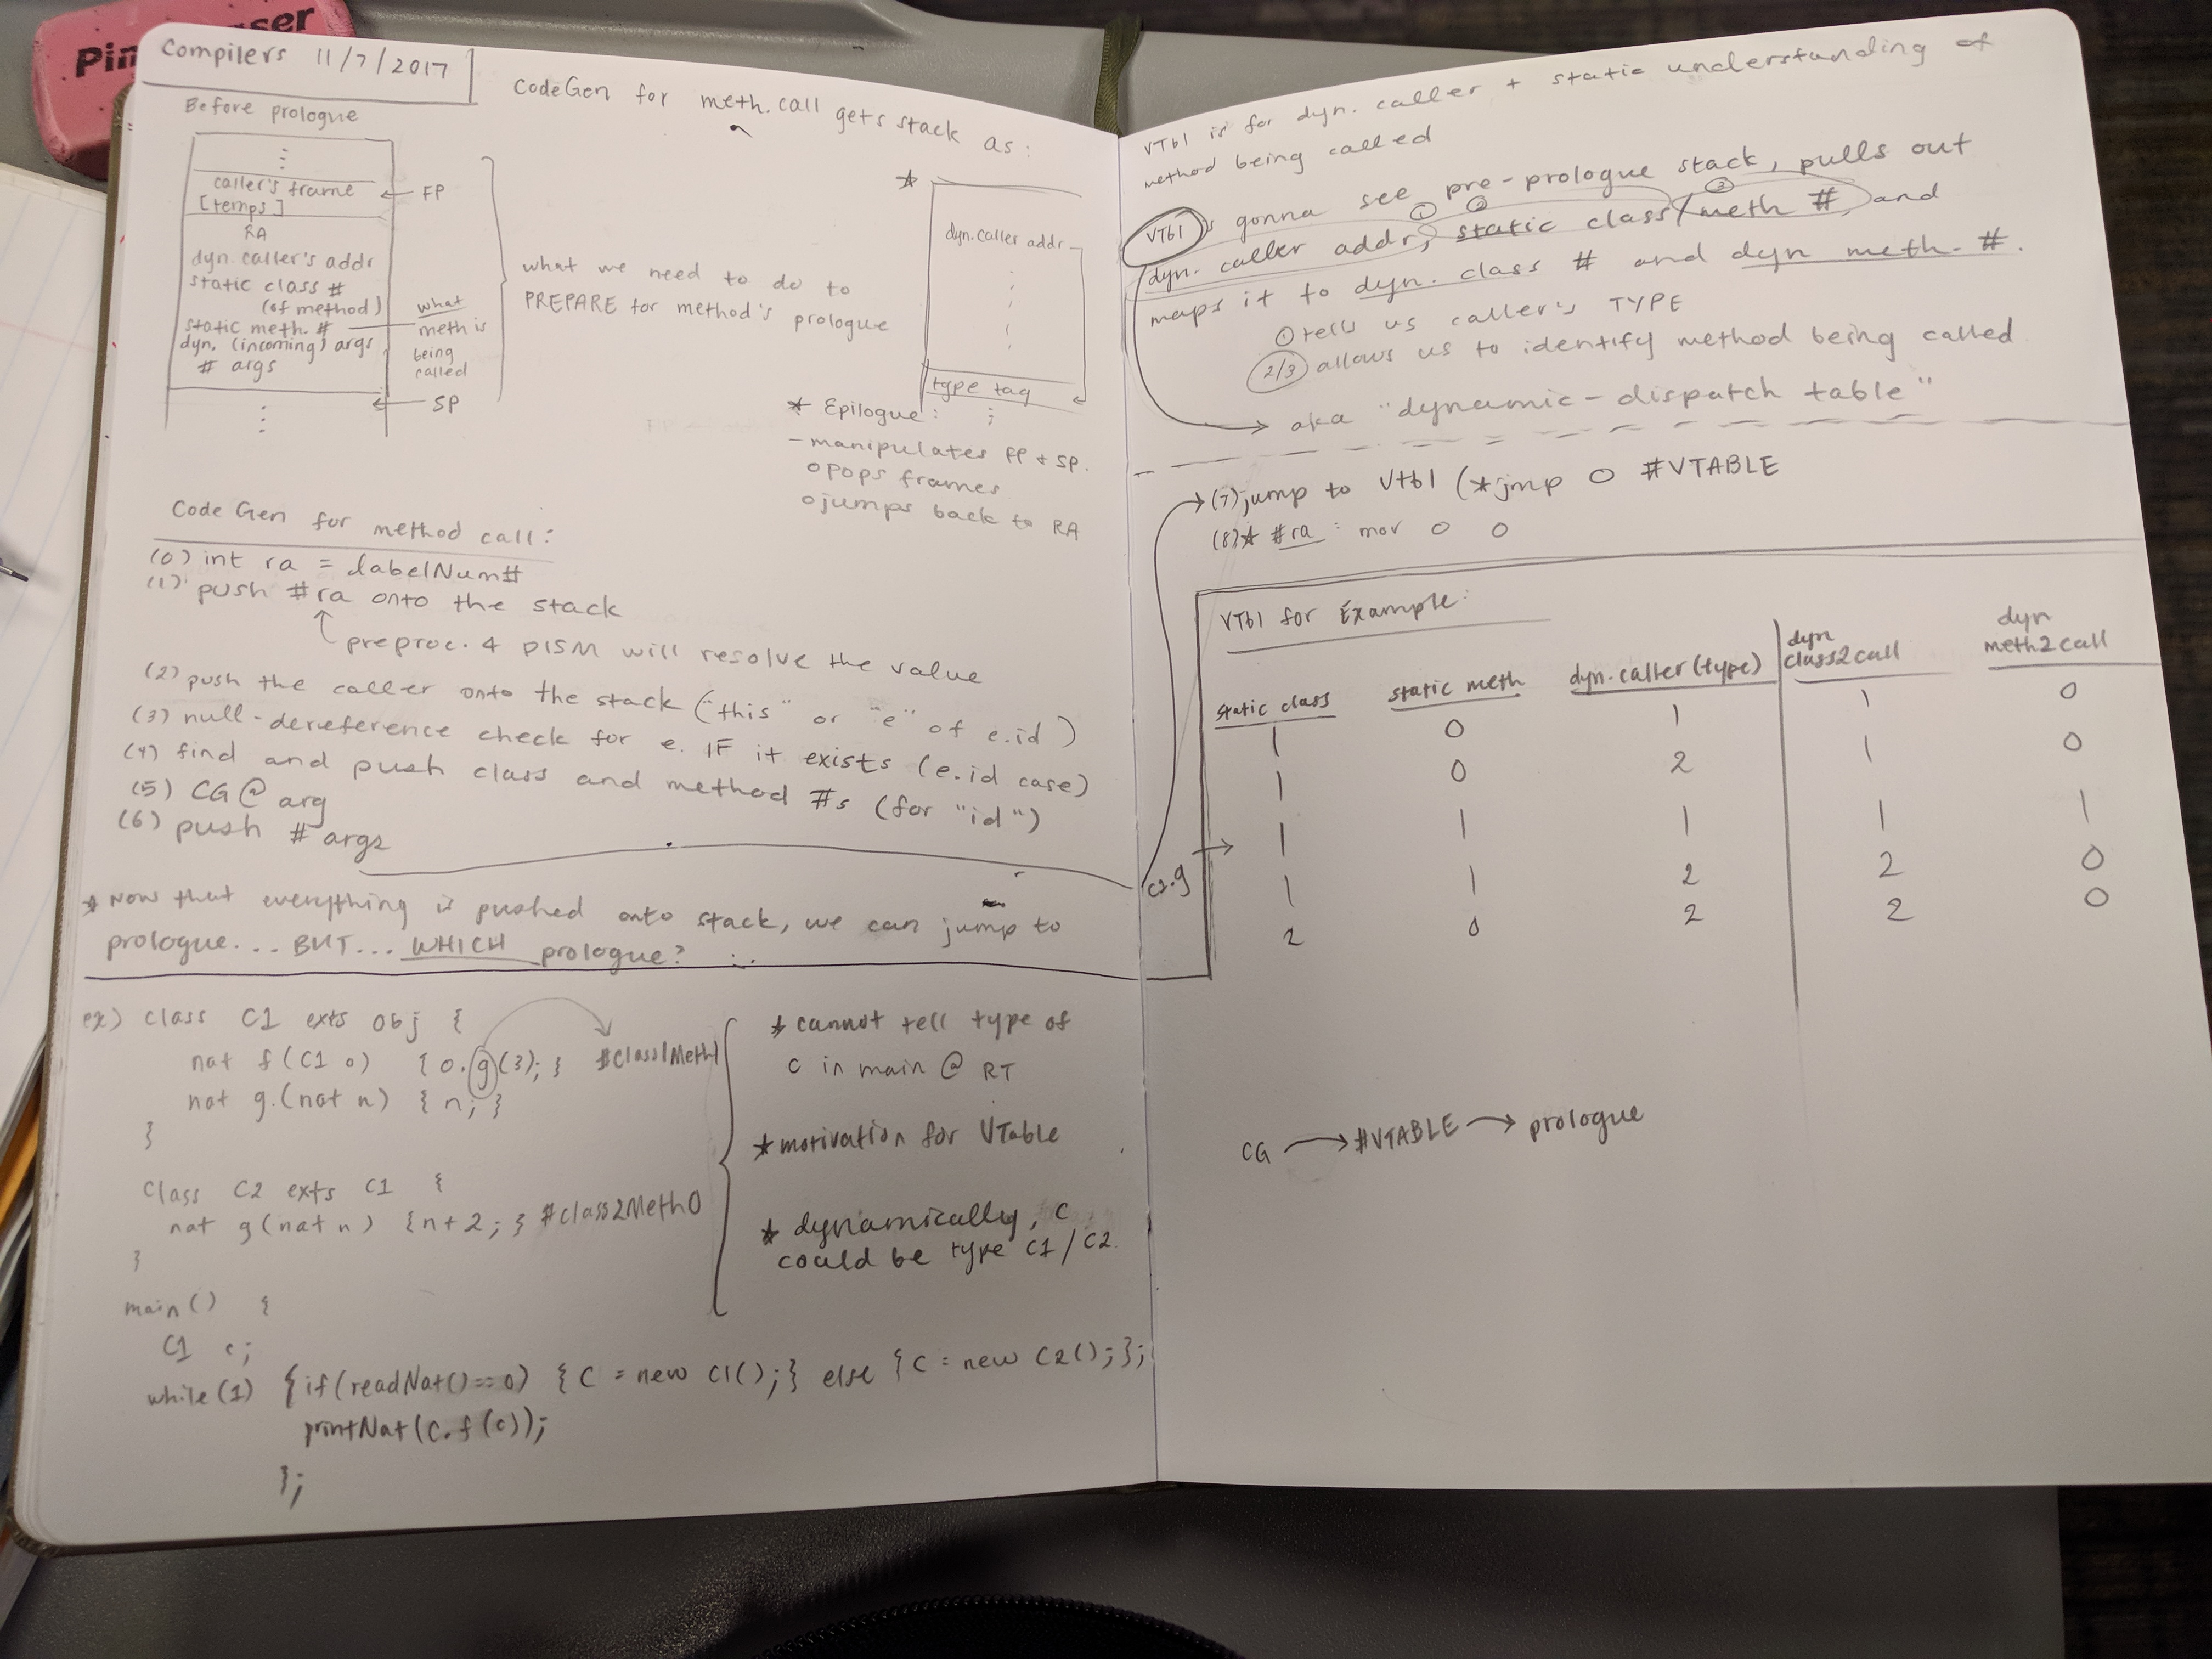 Pin
ser
Compilers 11/7/2017
CodeGen for meth. call gets stack as:
Before prologue
caller's frame
[temps]
RA
dyn. caller's addr
static class #
(of method)
static meth. #
dyn. (incoming) args
# args
FP
what
meth is
being
called
SP
what we need to do to
PREPARE for method's prologue
*
dyn. caller addr
type tag
* Epilogue:
- manipulates FP + SP.
o pops frames
o jumps back to RA
Code Gen for method call:
(0) int ra = labelNum#
(1) push #ra onto the stack
preproc. 4 DISM will resolve the value
(2) push the caller onto the stack ("this" or "e" of e.id)
(3) null-dereference check for e. IF it exists (e.id case)
(4) find and push class and method #s (for "id")
(5) CG @ arg
(6) push # args
* Now that everything is pushed onto stack, we can jump to
prologue... BUT... WHICH prologue?
ex) class C1 exts obj {
nat f(C1 o) { o.g(3); } #Class1Meth1
nat g.(nat n) { n; }
}
Class C2 exts C1 {
nat g(nat n) {n+2; } #Class2Meth0
}
main() {
C1 c;
while(1) {if(readNat()==0) {C = new C1();} else {C = new C2();};
printNat(c.f(c));
};
* cannot tell type of
c in main @ RT
* motivation for VTable
* dynamically, c
could be type C1/C2.
VTbl is for dyn. caller + static understanding of
method being called
VTbl's gonna see pre-prologue stack, pulls out
① ② ③
dyn. caller addr, static class/meth #, and
maps it to dyn. class # and dyn meth. #.
① tells us caller's TYPE
2/3 allows us to identify method being called
aka "dynamic-dispatch table"
(7) jump to Vtbl (*jmp 0 #VTABLE
(8)* #ra : mov 0 0
VTbl for Example:
static class static meth dyn. caller(type) dyn class2call dyn meth2call
1 0 1 1 0
1 0 2 1 0
1 1 1 1 1
C1.g
1 1 2 2 0
2 0 2 2 0
CG → #VTABLE → prologue